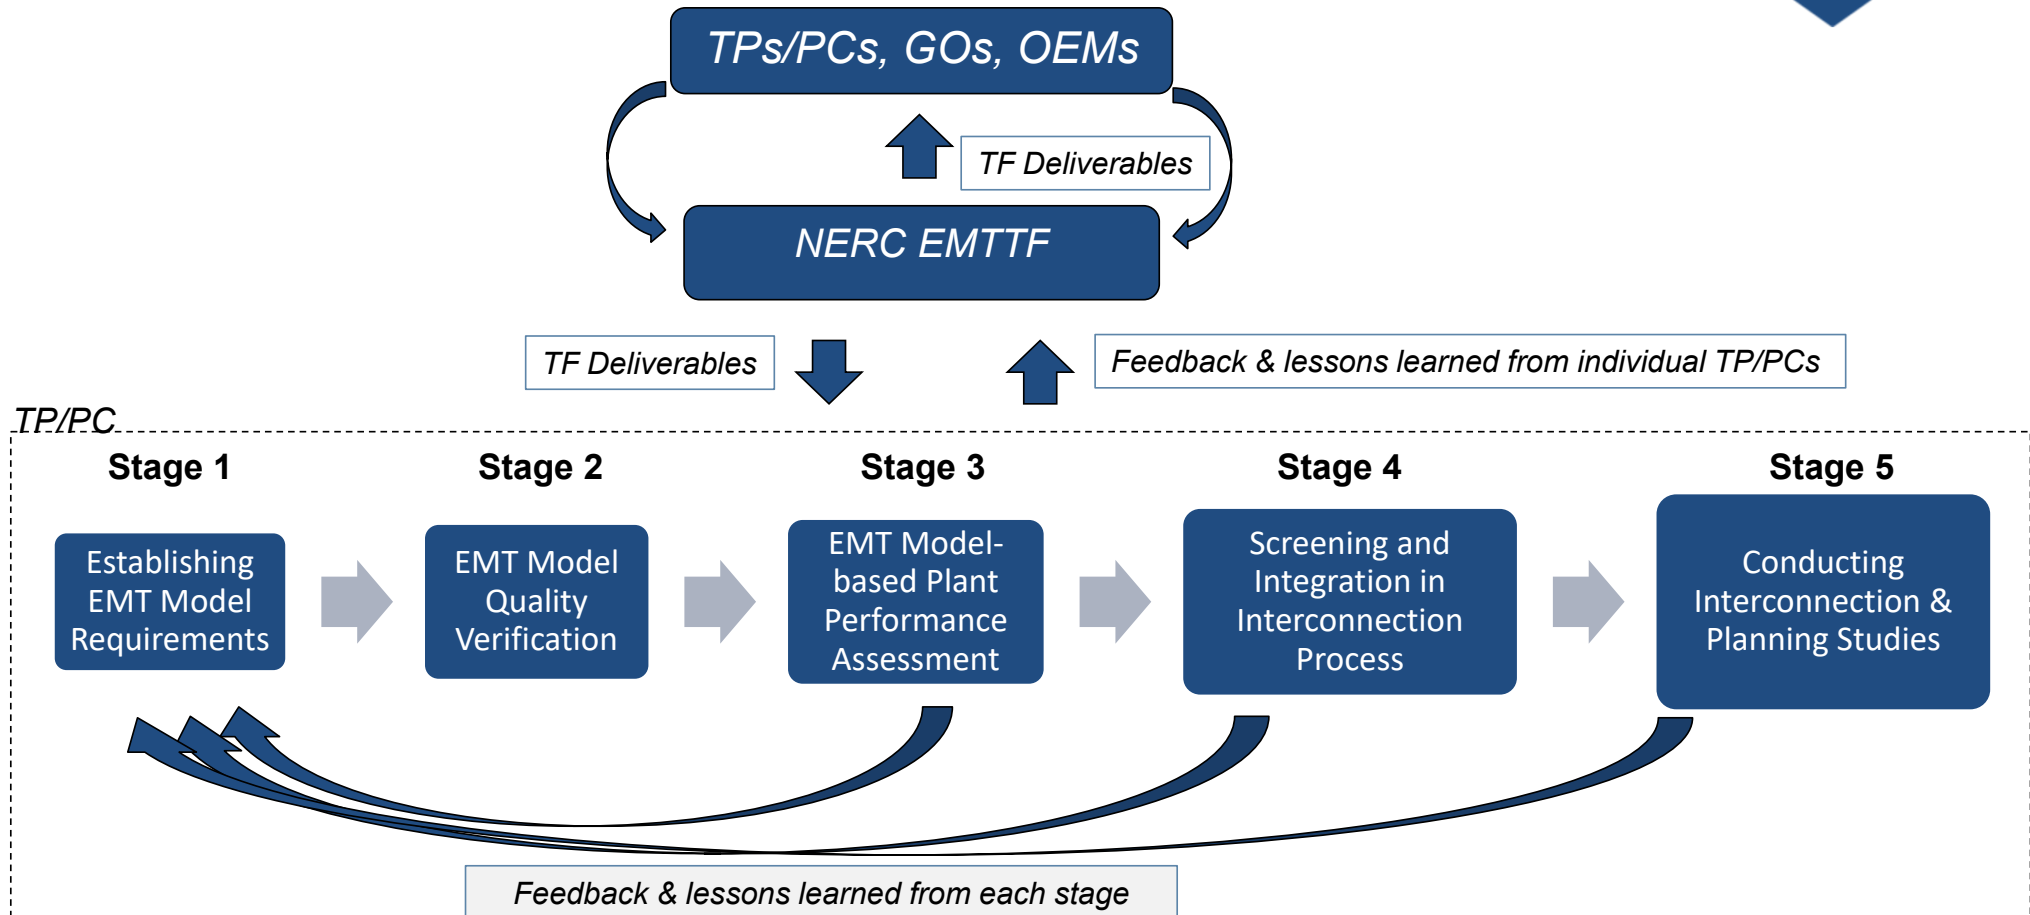 TPs/PCs, GOs, OEMs
TF Deliverables
NERC EMTTF
TF Deliverables
Feedback & lessons learned from individual TP/PCs
TP/PC
Stage 1
Stage 2
Stage 3
Stage 4
Stage 5
Establishing
EMT Model
Requirements
EMT Model
Quality
Verification
EMT Model-
based Plant
Performance
Assessment
Screening and
Integration in
Interconnection
Process
Conducting
Interconnection &
Planning Studies
Feedback & lessons learned from each stage